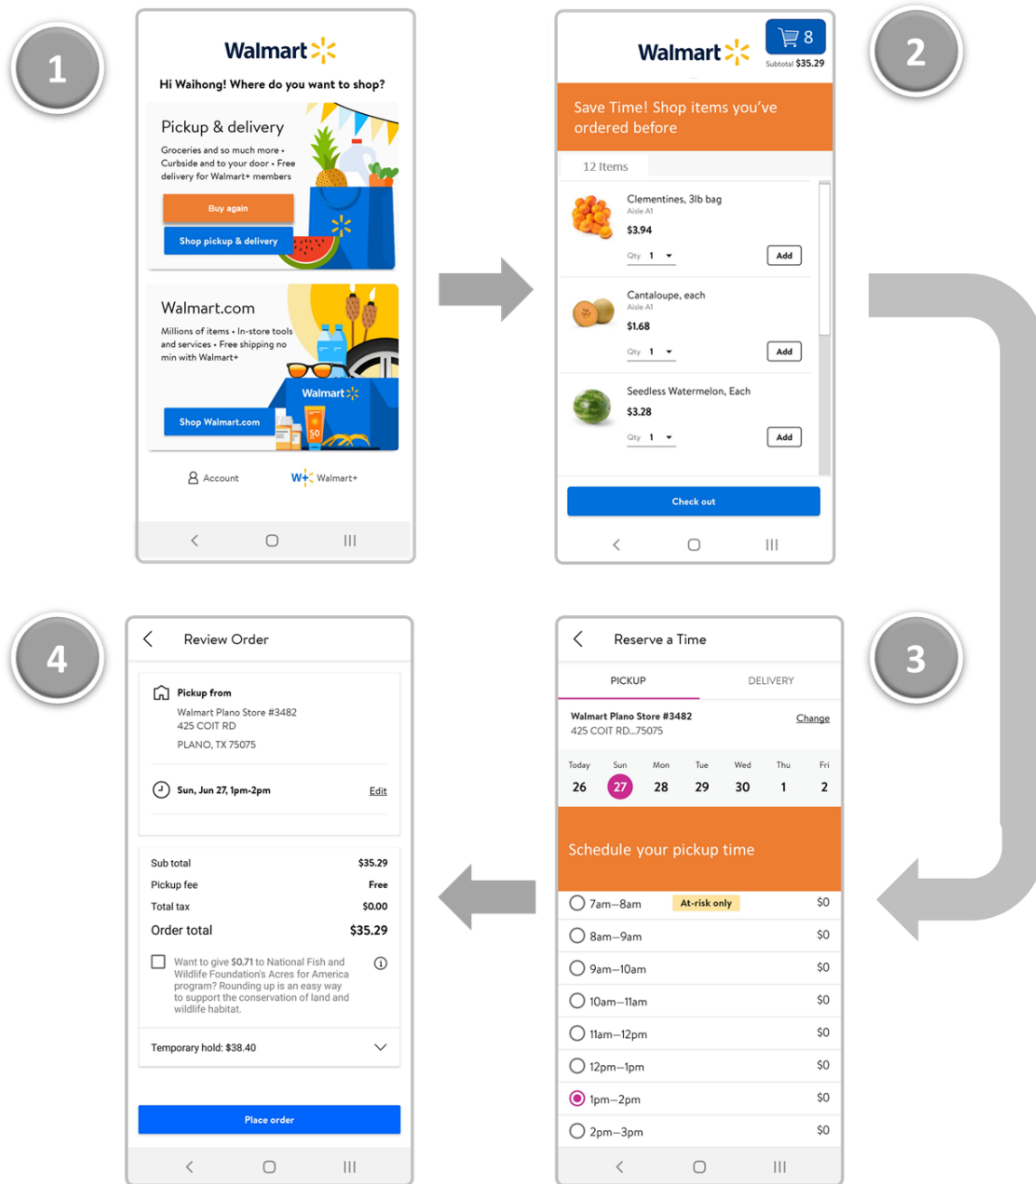 1
Walmart
Hi Waihong! Where do you want to shop?
Pickup & delivery
Groceries and so much more •
Curbside and to your door • Free
delivery for Walmart+ members
Buy again
Shop pickup & delivery
Walmart.com
Millions of items • In-store tools
and services • Free shipping no
min with Walmart+
Walmart
50
Shop Walmart.com
Account
W+ Walmart+
2
Walmart
8
Subtotal $35.29
Save Time! Shop items you've
ordered before
12 Items
Clementines, 3lb bag
Aisle A1
$3.94
Qty 1
Add
Cantaloupe, each
Aisle A1
$1.68
Qty 1
Add
Seedless Watermelon, Each
$3.28
Qty 1
Add
Check out
3
Reserve a Time
PICKUP DELIVERY
Walmart Plano Store #3482
Change
425 COIT RD...75075
Today Sun Mon Tue Wed Thu Fri
26 27 28 29 30 1 2
Schedule your pickup time
7am–8am At-risk only $0
8am–9am $0
9am–10am $0
10am–11am $0
11am–12pm $0
12pm–1pm $0
1pm–2pm $0
2pm–3pm $0
4
Review Order
Pickup from
Walmart Plano Store #3482
425 COIT RD
PLANO, TX 75075
Sun, Jun 27, 1pm-2pm Edit
Sub total $35.29
Pickup fee Free
Total tax $0.00
Order total $35.29
Want to give $0.71 to National Fish and
Wildlife Foundation's Acres for America
program? Rounding up is an easy way
to support the conservation of land and
wildlife habitat.
Temporary hold: $38.40
Place order